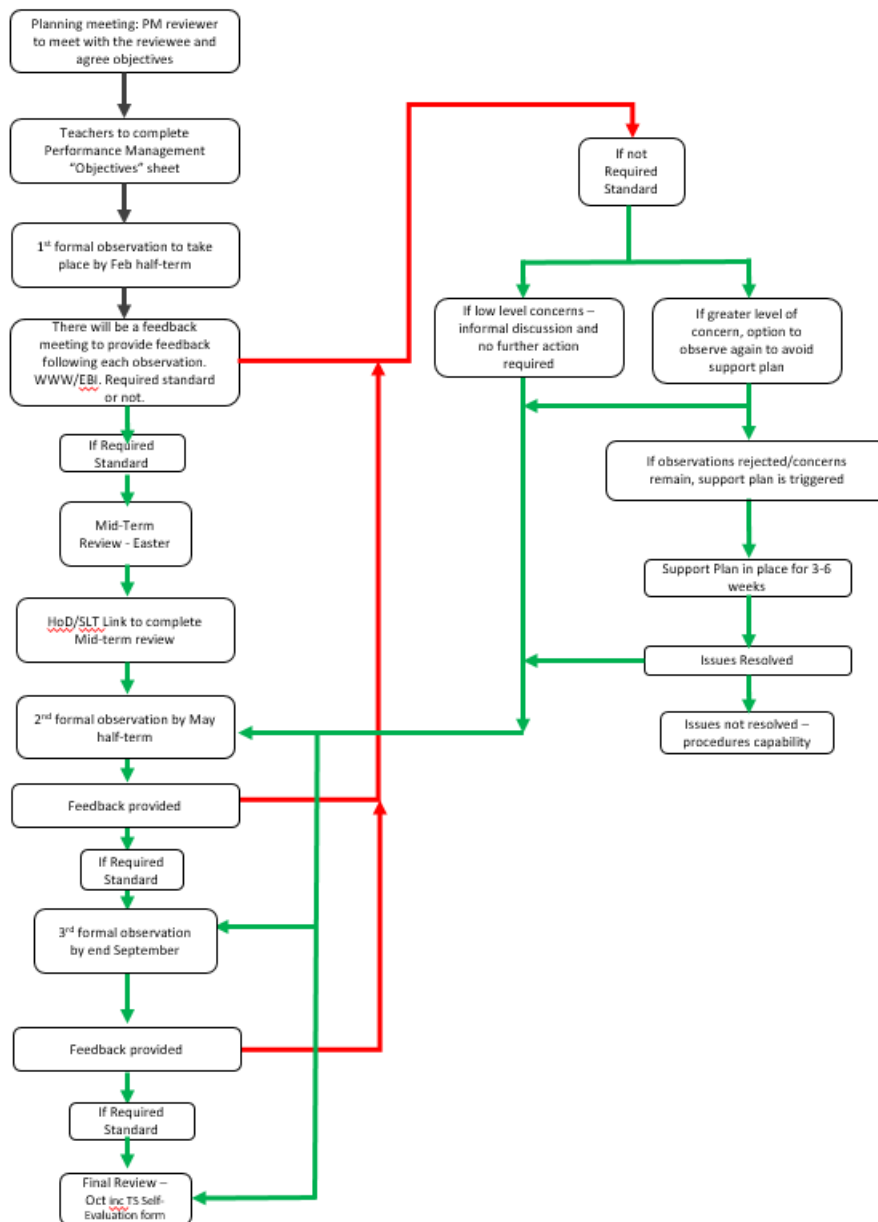 Planning meeting: PM reviewer
to meet with the reviewee and
agree objectives
Teachers to complete
Performance Management
“Objectives” sheet
1st formal observation to take
place by Feb half-term
There will be a feedback
meeting to provide feedback
following each observation.
WWW/EBI. Required standard
or not.
If Required
Standard
Mid-Term
Review - Easter
HoD/SLT Link to complete
Mid-term review
2nd formal observation by May
half-term
Feedback provided
If Required
Standard
3rd formal observation
by end September
Feedback provided
If Required
Standard
Final Review –
Oct inc TS Self-
Evaluation form
If not
Required
Standard
If low level concerns –
informal discussion and
no further action
required
If greater level of
concern, option to
observe again to avoid
support plan
If observations rejected/concerns
remain, support plan is triggered
Support Plan in place for 3-6
weeks
Issues Resolved
Issues not resolved –
procedures capability